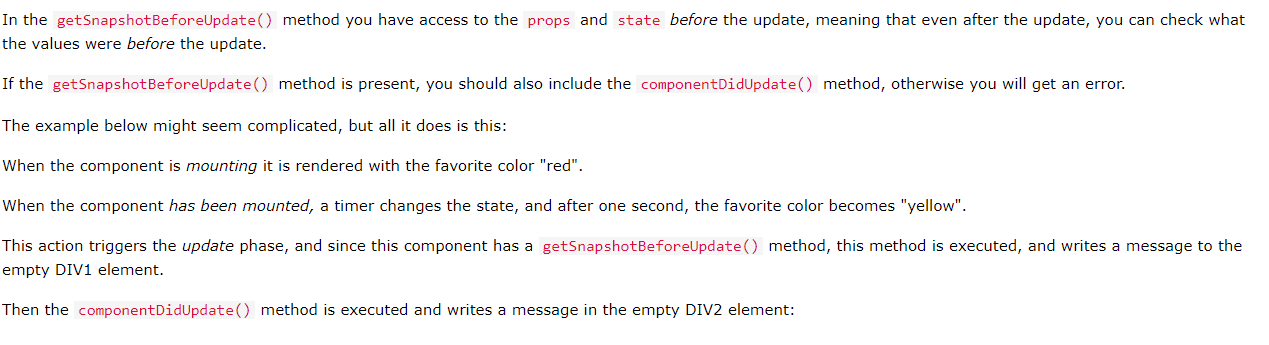 In the getSnapshotBeforeUpdate() method you have access to the props and state before the update, meaning that even after the update, you can check what
the values were before the update.
If the getSnapshotBeforeUpdate() method is present, you should also include the componentDidUpdate() method, otherwise you will get an error.
The example below might seem complicated, but all it does is this:
When the component is mounting it is rendered with the favorite color "red".
When the component has been mounted, a timer changes the state, and after one second, the favorite color becomes "yellow".
This action triggers the update phase, and since this component has a getSnapshotBeforeUpdate() method, this method is executed, and writes a message to the
empty DIV1 element.
Then the componentDidUpdate() method is executed and writes a message in the empty DIV2 element: